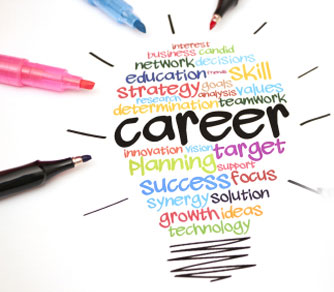 interest
business candid
network decisions
education trends skill
strategy goals
research analysis values
determination teamwork
career
innovation vision target
planning support
success focus
synergy solution
growth ideas
technology